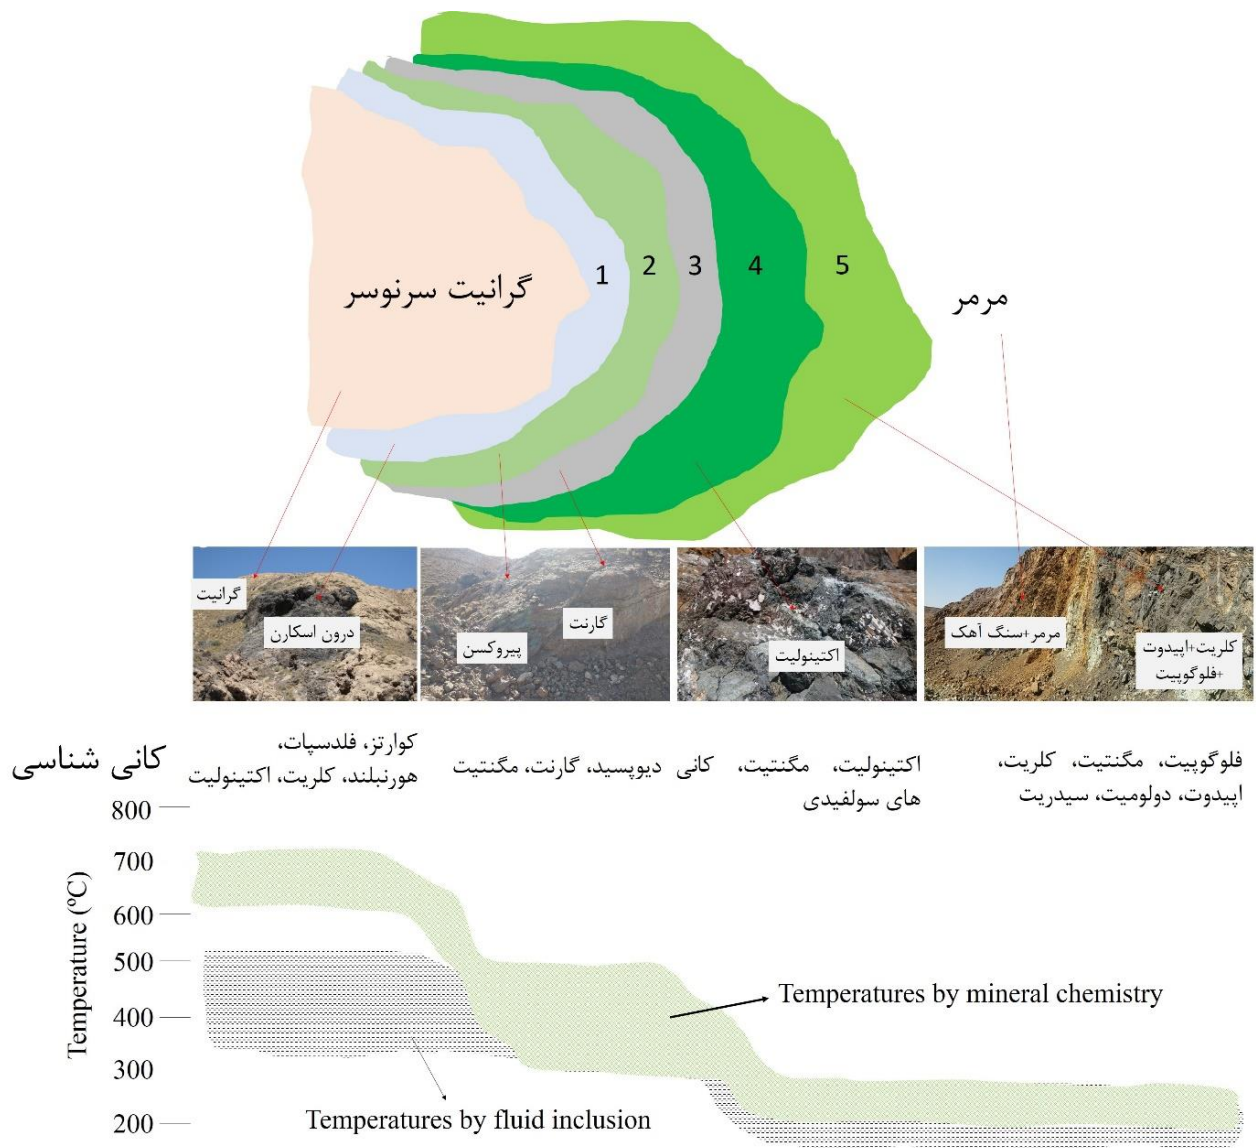 گرانیت سرنوسر
1
2
3
4
5
مرمر
گرانیت
درون اسکارن
پیروکسن
گارنت
اکتینولیت
مرمر+سنگ آهک
کلریت+اپیدوت
+فلوگوپیت
کانی شناسی
کوارتز، فلدسپات،
هورنبلند، کلریت، اکتینولیت
دیوپسید، گارنت، مگنتیت
اکتینولیت، مگنتیت، کانی
های سولفیدی
فلوگوپیت، مگنتیت، کلریت،
اپیدوت، دولومیت، سیدریت
Temperature (ºC)
800
700
600
500
400
300
200
Temperatures by mineral chemistry
Temperatures by fluid inclusion